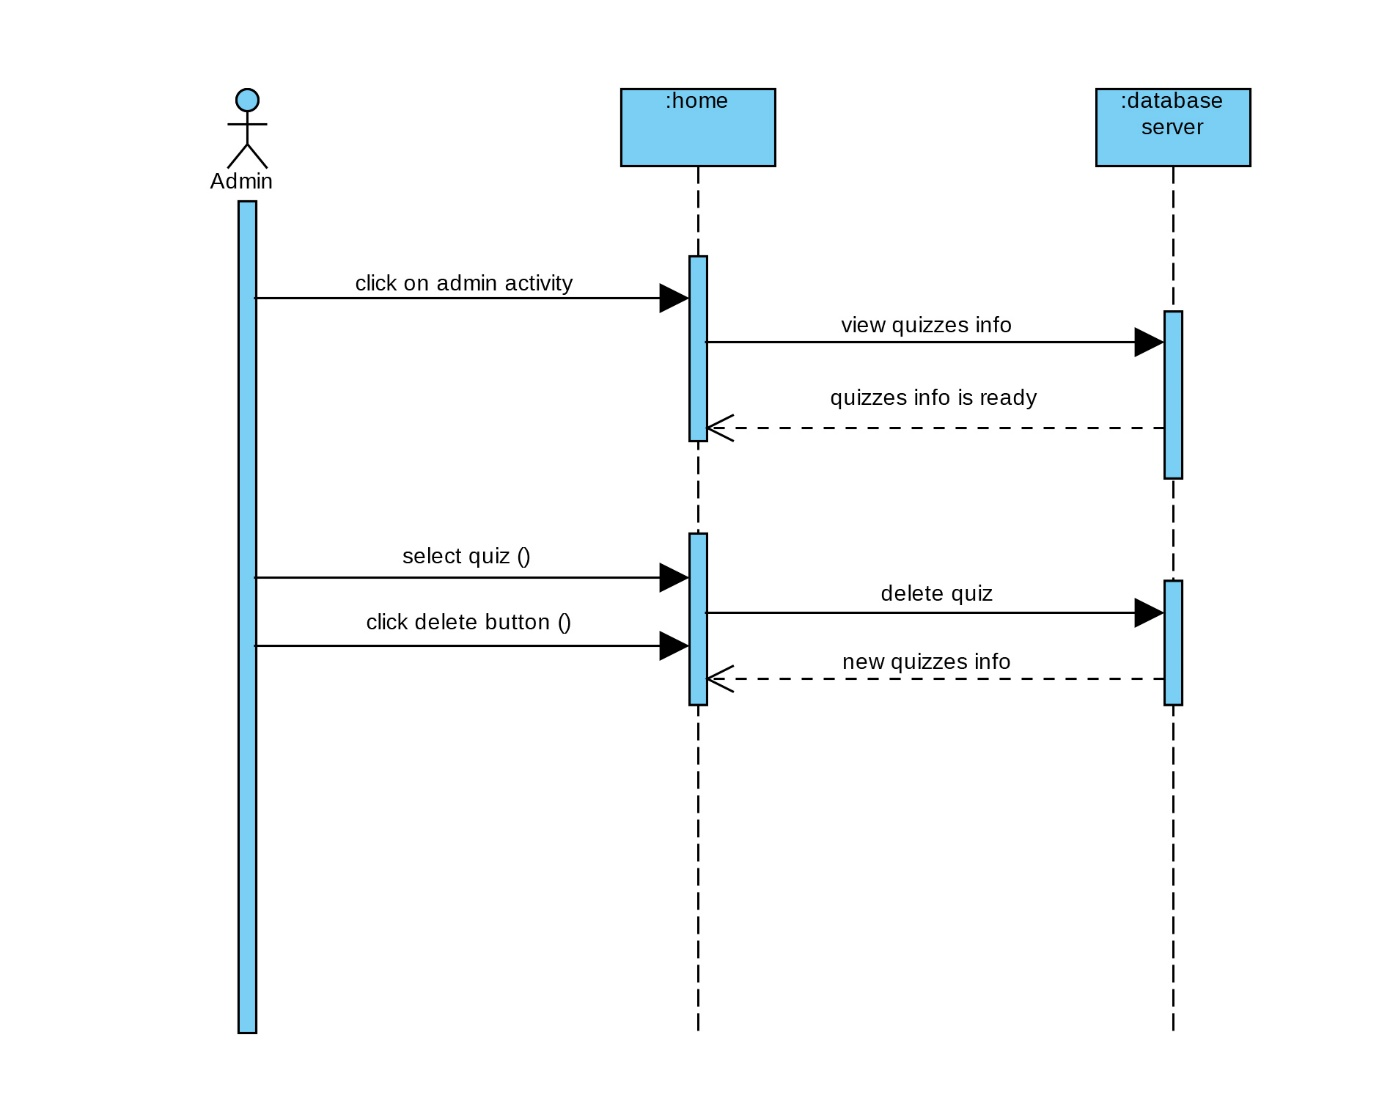 :home
:database
server
Admin
click on admin activity
view quizzes info
quizzes info is ready
select quiz ()
delete quiz
click delete button ()
new quizzes info